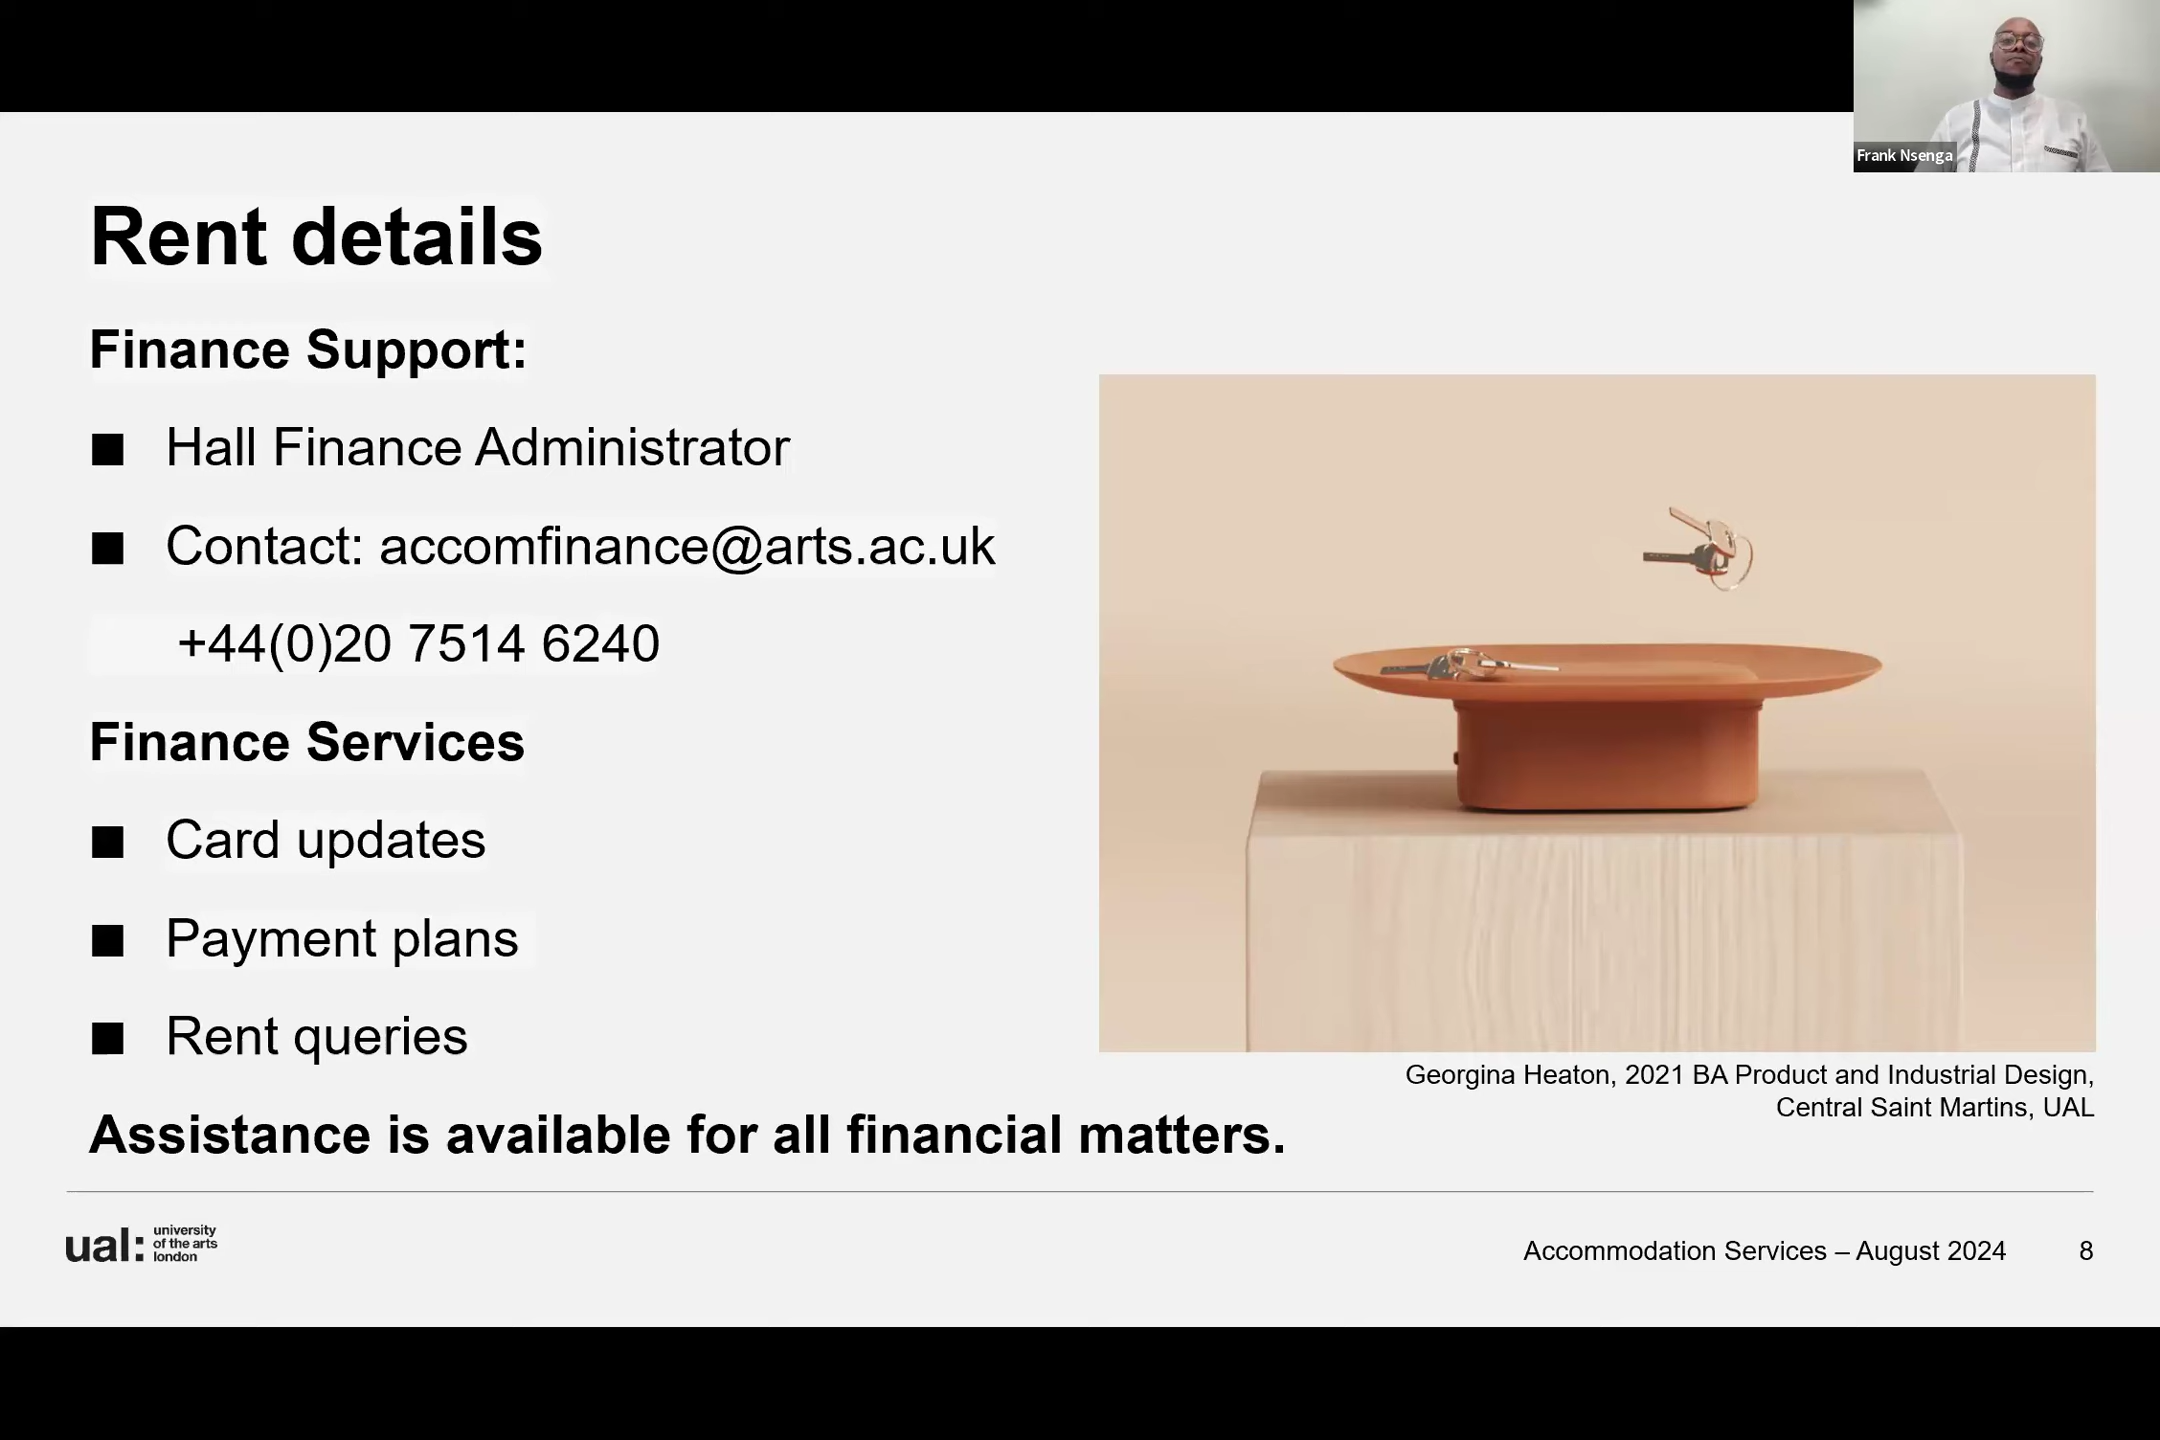 Frank Nsenga
Rent details
Finance Support:
■ Hall Finance Administrator
■ Contact: accomfinance@arts.ac.uk
+44(0)20 7514 6240
Finance Services
■ Card updates
■ Payment plans
■ Rent queries
Assistance is available for all financial matters.
Georgina Heaton, 2021 BA Product and Industrial Design,
Central Saint Martins, UAL
ual: university
of the arts
london
Accommodation Services – August 2024 8